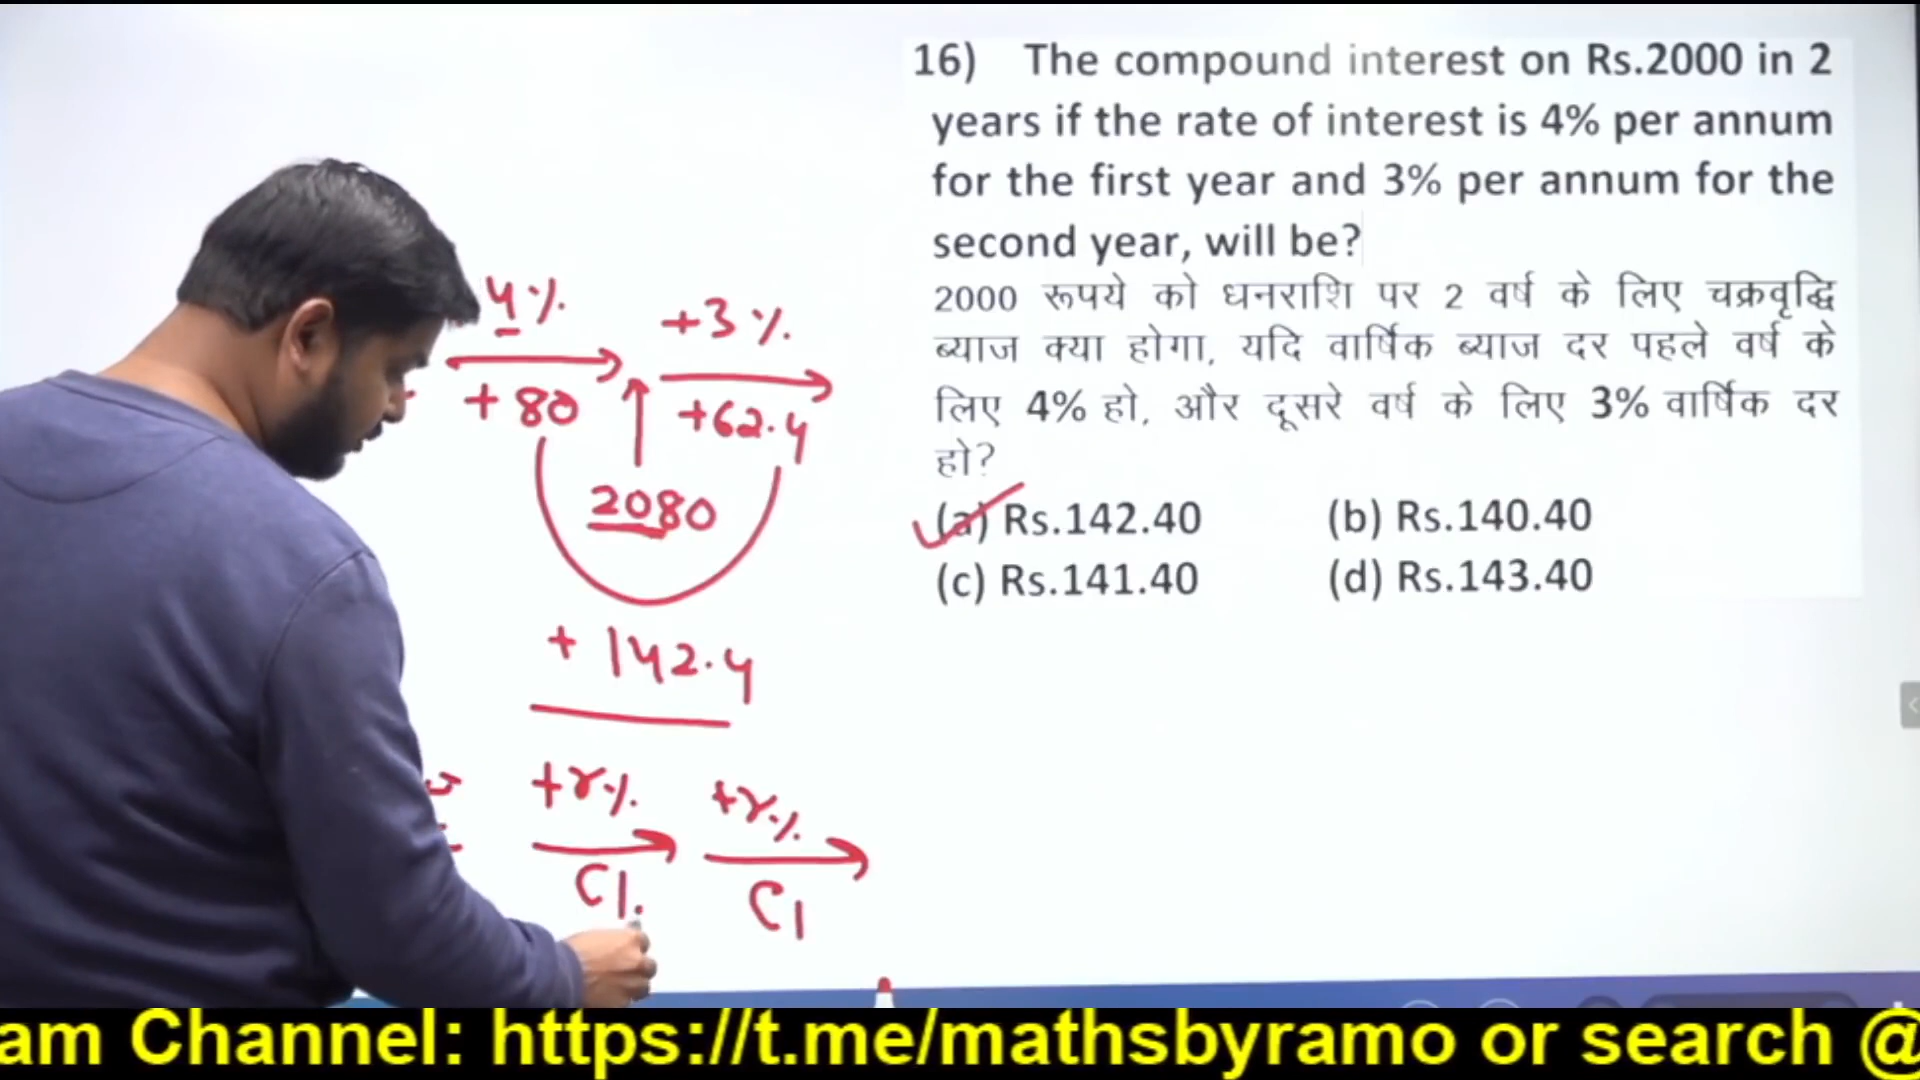 16) The compound interest on Rs.2000 in 2
years if the rate of interest is 4% per annum
for the first year and 3% per annum for the
second year, will be?
2000 रूपये को धनराशि पर 2 वर्ष के लिए चक्रवृद्धि
ब्याज क्या होगा, यदि वार्षिक ब्याज दर पहले वर्ष के
लिए 4% हो, और दूसरे वर्ष के लिए 3% वार्षिक दर
हो?
(a) Rs.142.40 (b) Rs.140.40
(c) Rs.141.40 (d) Rs.143.40
4% +3%
+80 +62.4
2080
+ 142.4
+r% +r%
CI. CI
am Channel: https://t.me/mathsbyramo or search @